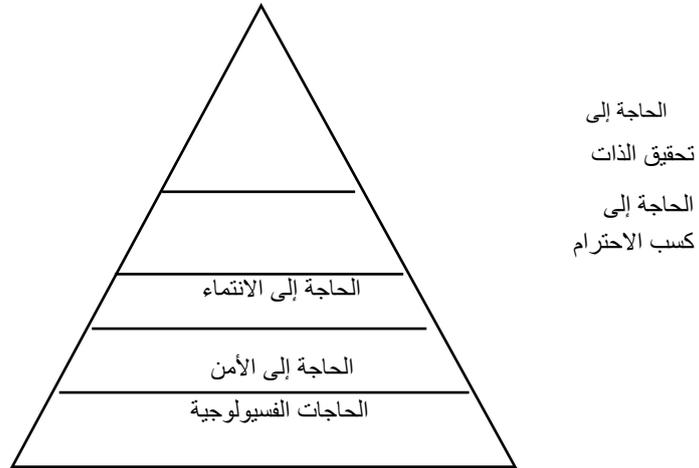 الحاجة إلى
تحقيق الذات
الحاجة إلى
كسب الاحترام
الحاجة إلى الانتماء
الحاجة إلى الأمن
الحاجات الفسيولوجية